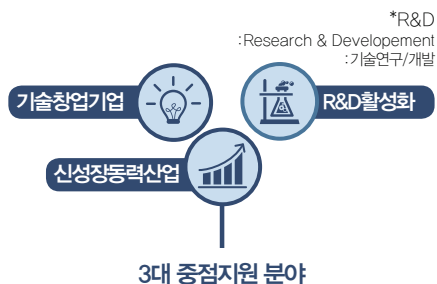 *R&D
:Research & Developement
:기술연구/개발
기술창업기업
R&D활성화
신성장동력산업
3대 중점지원 분야